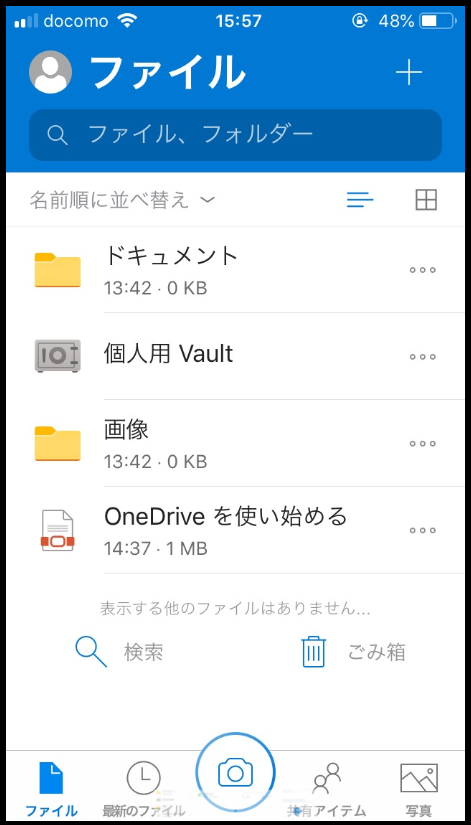 docomo 15:57 48%
ファイル
ファイル、フォルダー
名前順に並べ替え
ドキュメント
13:42 · 0 KB
個人用 Vault
画像
13:42 · 0 KB
OneDrive を使い始める
14:37 · 1 MB
表示する他のファイルはありません...
検索 ごみ箱
ファイル 最新のファイル 共有アイテム 写真